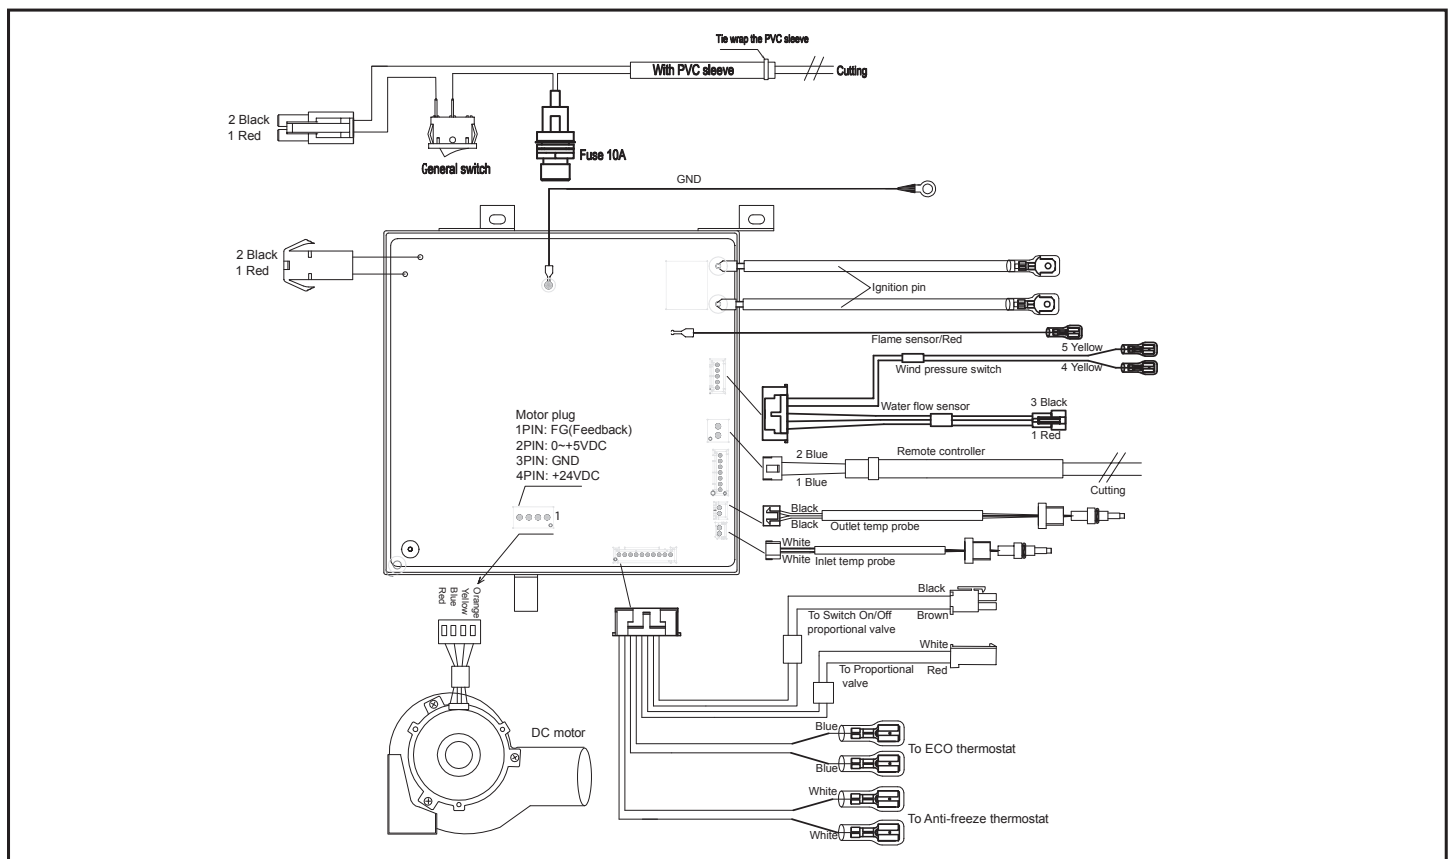 Tie wrap the PVC sleeve
With PVC sleeve
Cutting
2 Black
1 Red
General switch
Fuse 10A
GND
2 Black
1 Red
Ignition pin
Flame sensor/Red
5 Yellow
Wind pressure switch
4 Yellow
Water flow sensor
3 Black
1 Red
Motor plug
1PIN: FG(Feedback)
2PIN: 0~+5VDC
3PIN: GND
4PIN: +24VDC
1
2 Blue
Remote controller
1 Blue
Cutting
Black
Black
Outlet temp probe
White
White
Inlet temp probe
Orange
Yellow
Blue
Red
DC motor
Black
To Switch On/Off
proportional valve
Brown
White
To Proportional
valve
Red
Blue
To ECO thermostat
Blue
White
To Anti-freeze thermostat
White